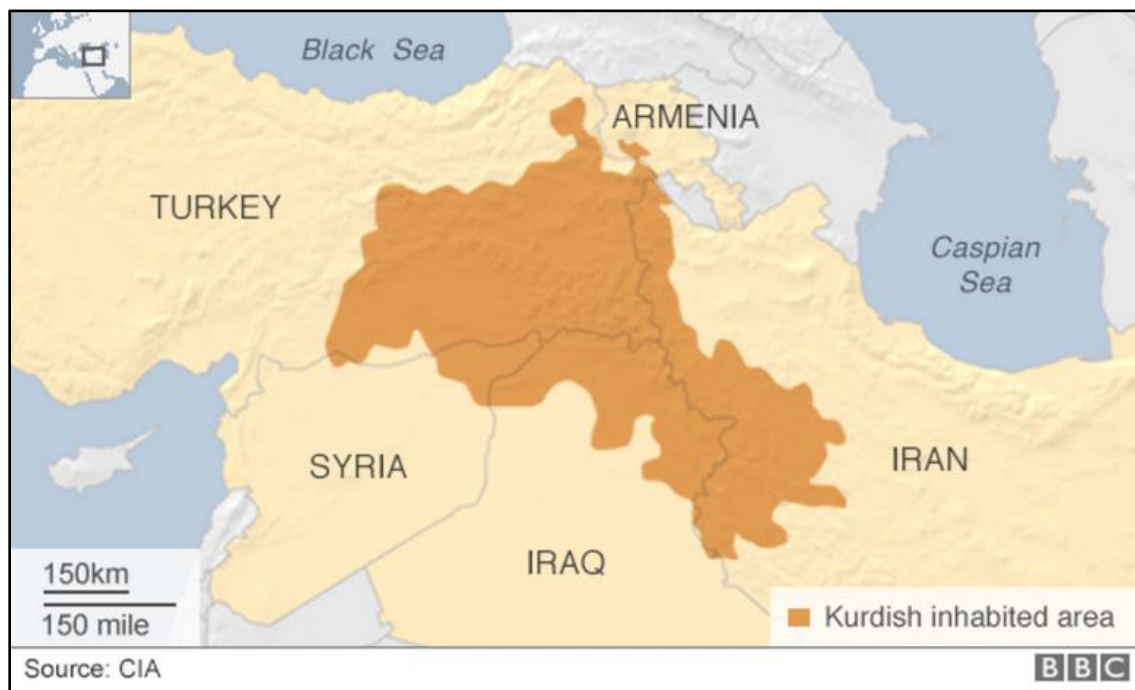 Black Sea
ARMENIA
TURKEY
Caspian
Sea
SYRIA
IRAN
IRAQ
150km
150 mile
Kurdish inhabited area
Source: CIA
BBC